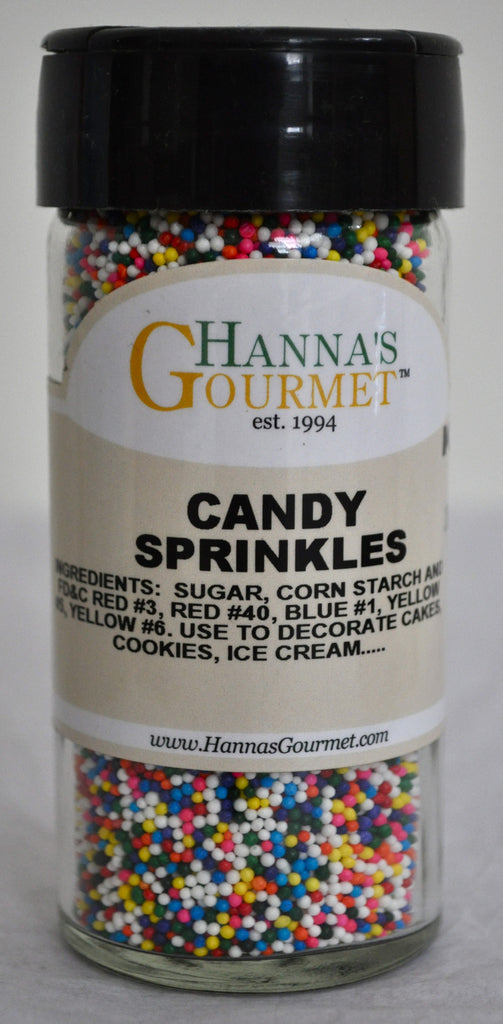 HANNA'S
GOURMET™
est. 1994
CANDY
SPRINKLES
INGREDIENTS: SUGAR, CORN STARCH AND
FD&C RED #3, RED #40, BLUE #1, YELLOW
#5, YELLOW #6. USE TO DECORATE CAKES,
COOKIES, ICE CREAM.....
www.HannasGourmet.com